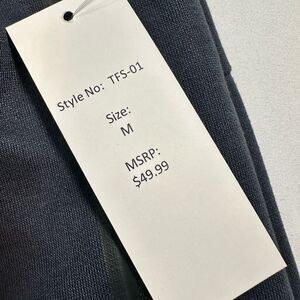 Style No: TFS-01
Size:
M
MSRP:
$49.99